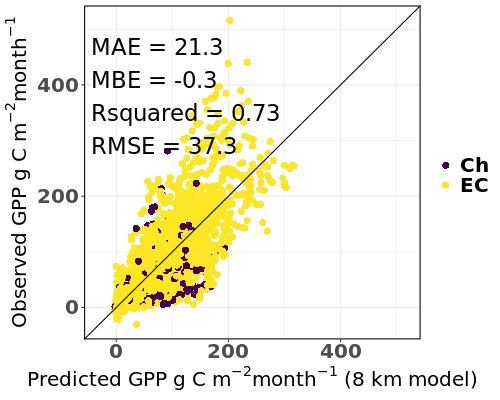 MAE = 21.3
MBE = -0.3
Rsquared = 0.73
RMSE = 37.3
Observed GPP g C m⁻²month⁻¹
400
200
0
0 200 400
Predicted GPP g C m⁻²month⁻¹ (8 km model)
Ch
EC